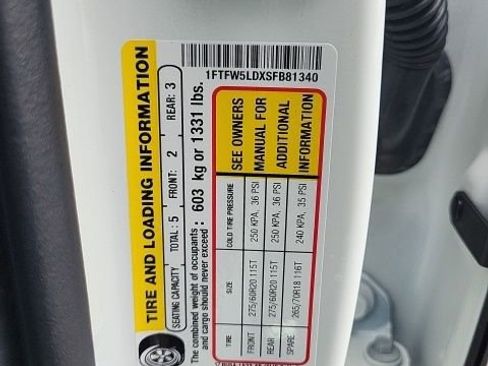 1FTFW5LDXSFB81340
TIRE AND LOADING INFORMATION
SEATING CAPACITY TOTAL: 5 FRONT: 2 REAR: 3
The combined weight of occupants
and cargo should never exceed: 603 kg or 1331 lbs.
TIRE SIZE COLD TIRE PRESSURE
FRONT 275/60R20 115T 250 KPA, 36 PSI
REAR 275/60R20 115T 250 KPA, 36 PSI
SPARE 265/70R18 116T 240 KPA, 35 PSI
SEE OWNERS
MANUAL FOR
ADDITIONAL
INFORMATION